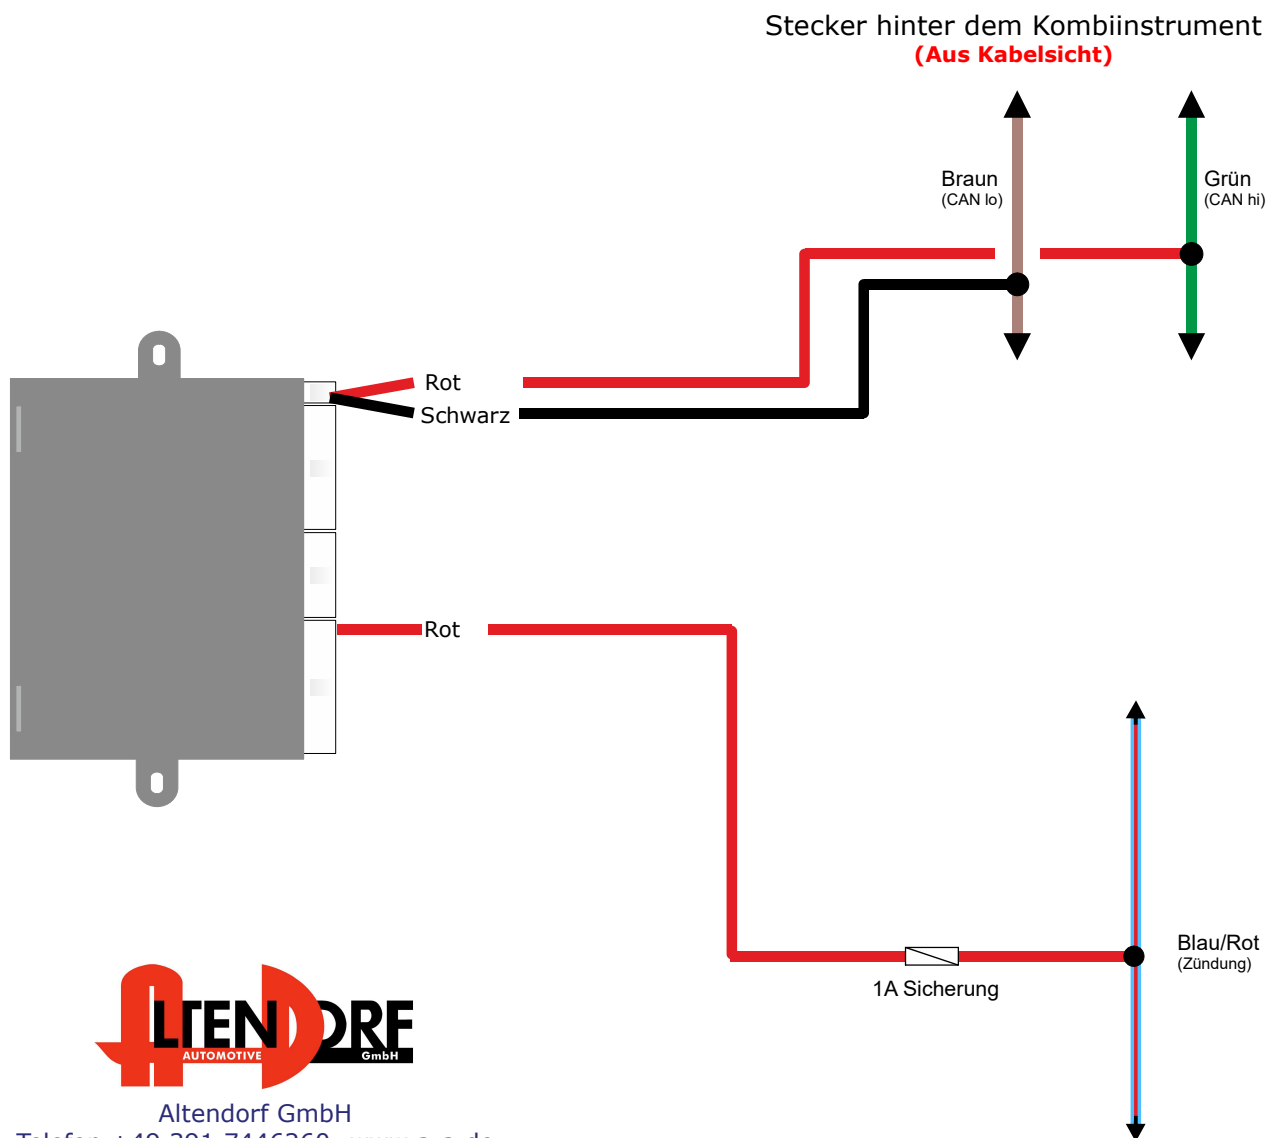 Stecker hinter dem Kombiinstrument
(Aus Kabelsicht)
Braun
(CAN lo)
Grün
(CAN hi)
Rot
Schwarz
Rot
Blau/Rot
(Zündung)
1A Sicherung
ALTENDORF
AUTOMOTIVE GmbH
Altendorf GmbH